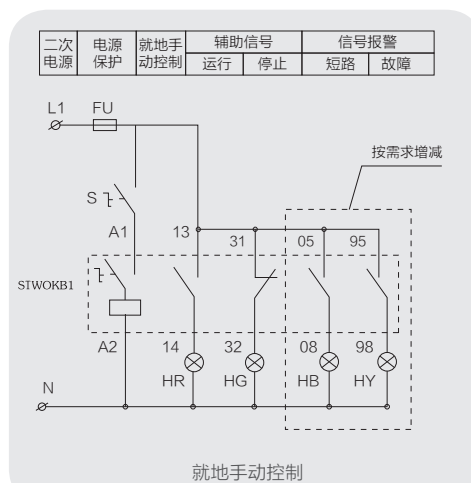 二次电源 电源保护 就地手动控制 辅助信号 信号报警
运行 停止 短路 故障
L1 FU
按需求增减
S
A1 13 31 05 95
STWOKB1
A2 14 32 08 98
HR HG HB HY
N
就地手动控制